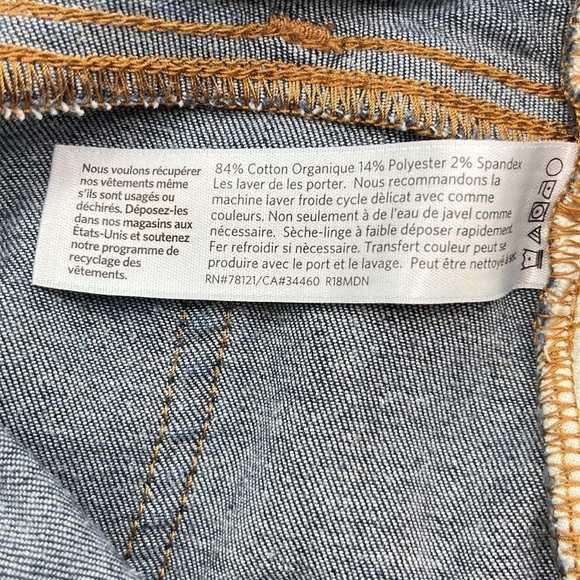 Nous voulons récupérer
nos vêtements même
s'ils sont usagés ou
déchirés. Déposez-les
dans nos magasins aux
États-Unis et soutenez
notre programme de
recyclage des
vêtements.
84% Cotton Organique 14% Polyester 2% Spandex
Les laver de les porter. Nous recommandons la
machine laver froide cycle dèlicat avec comme
couleurs. Non seulement à de l'eau de javel comme
nécessaire. Sèche-linge à faible déposer rapidement.
Fer refroidir si nècessaire. Transfert couleur peut se
produire avec le port et le lavage. Peut être nettoyé à sec.
RN#78121/CA#34460 R18MDN